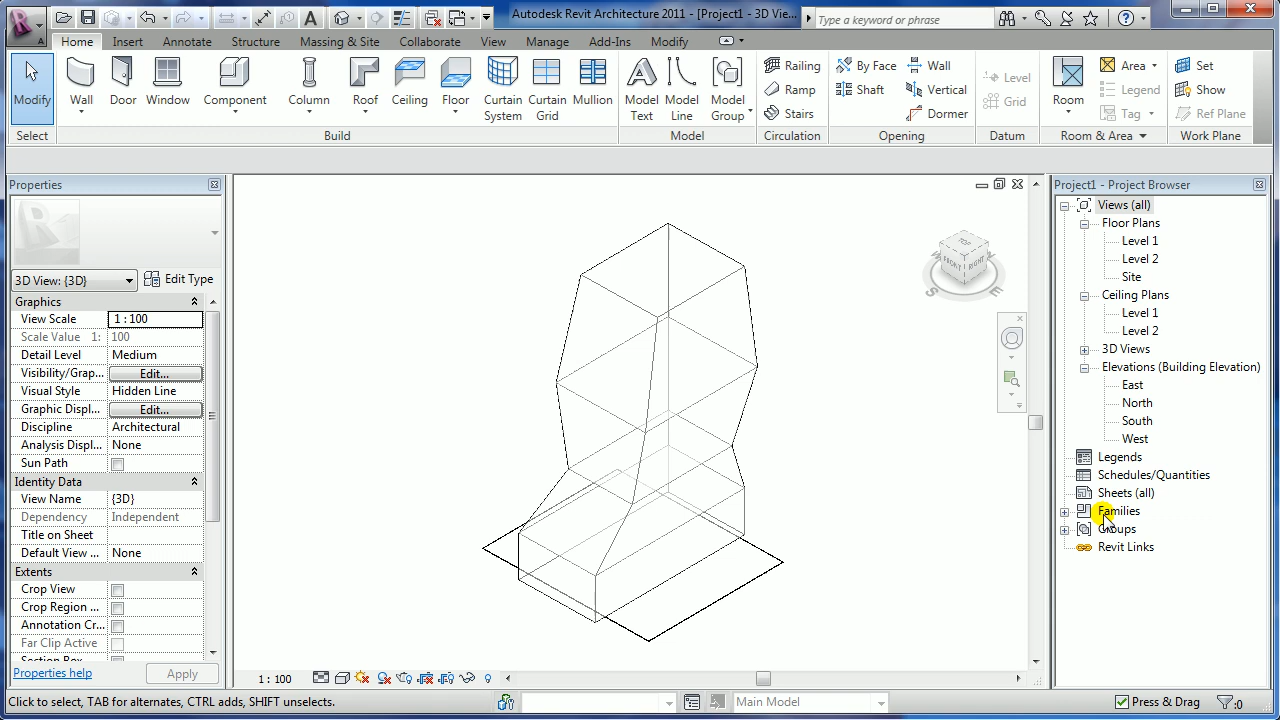 Autodesk Revit Architecture 2011 - [Project1 - 3D Vie...
Type a keyword or phrase
Home Insert Annotate Structure Massing & Site Collaborate View Manage Add-Ins Modify
Modify Wall Door Window Component Column Roof Ceiling Floor Curtain System Curtain Grid Mullion Model Text Model Line Model Group
Railing By Face Wall Level Room Area Set
Ramp Shaft Vertical Grid Legend Show
Stairs Dormer Tag Ref Plane
Select Build Model Circulation Opening Datum Room & Area Work Plane
Properties
3D View: {3D} Edit Type
Graphics
View Scale 1 : 100
Scale Value 1: 100
Detail Level Medium
Visibility/Grap... Edit...
Visual Style Hidden Line
Graphic Displ... Edit...
Discipline Architectural
Analysis Displ... None
Sun Path
Identity Data
View Name {3D}
Dependency Independent
Title on Sheet
Default View ... None
Extents
Crop View
Crop Region ...
Annotation Cr...
Far Clip Active
Properties help Apply
TOP
FRONT RIGHT
W E
S
1 : 100
Project1 - Project Browser
Views (all)
Floor Plans
Level 1
Level 2
Site
Ceiling Plans
Level 1
Level 2
3D Views
Elevations (Building Elevation)
East
North
South
West
Legends
Schedules/Quantities
Sheets (all)
Families
Groups
Revit Links
Click to select, TAB for alternates, CTRL adds, SHIFT unselects.
Main Model
Press & Drag
:0